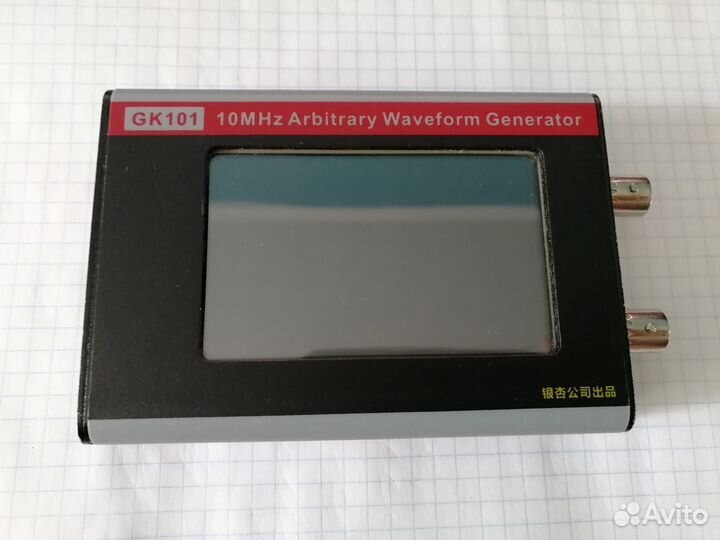 GK101 10MHz Arbitrary Waveform Generator
银杏公司出品
Avito